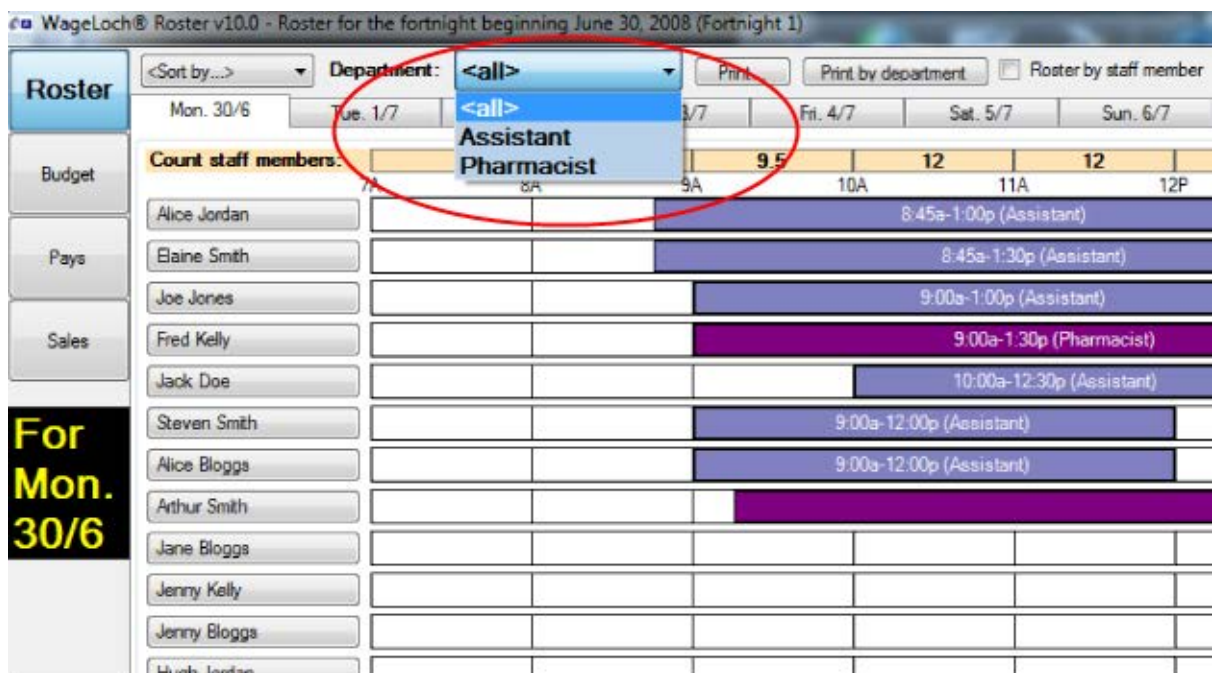 WageLoch® Roster v10.0 - Roster for the fortnight beginning June 30, 2008 (Fortnight 1)
Roster <Sort by...> Department: <all> Print Print by department Roster by staff member
<all>
Assistant
Pharmacist
Mon. 30/6 Tue. 1/7 3/7 Fri. 4/7 Sat. 5/7 Sun. 6/7
Count staff members: 9.5 12 12
7A 8A 9A 10A 11A 12P
Budget
Pays
Sales
For
Mon.
30/6
Alice Jordan 8:45a-1:00p (Assistant)
Elaine Smith 8:45a-1:30p (Assistant)
Joe Jones 9:00a-1:00p (Assistant)
Fred Kelly 9:00a-1:30p (Pharmacist)
Jack Doe 10:00a-12:30p (Assistant)
Steven Smith 9:00a-12:00p (Assistant)
Alice Bloggs 9:00a-12:00p (Assistant)
Arthur Smith
Jane Bloggs
Jenny Kelly
Jenny Bloggs
Hugh Jordan